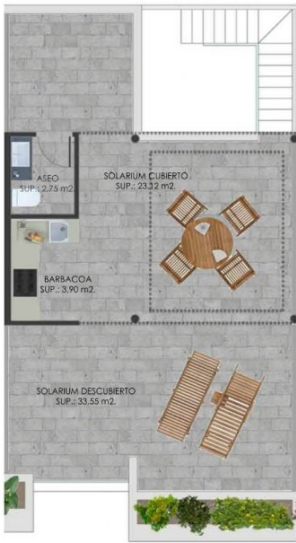 ASEO
SUP.: 2,75 m2.
SOLARIUM CUBIERTO
SUP.: 23,12 m2.
BARBACOA
SUP.: 3,90 m2.
SOLARIUM DESCUBIERTO
SUP.: 33,55 m2.